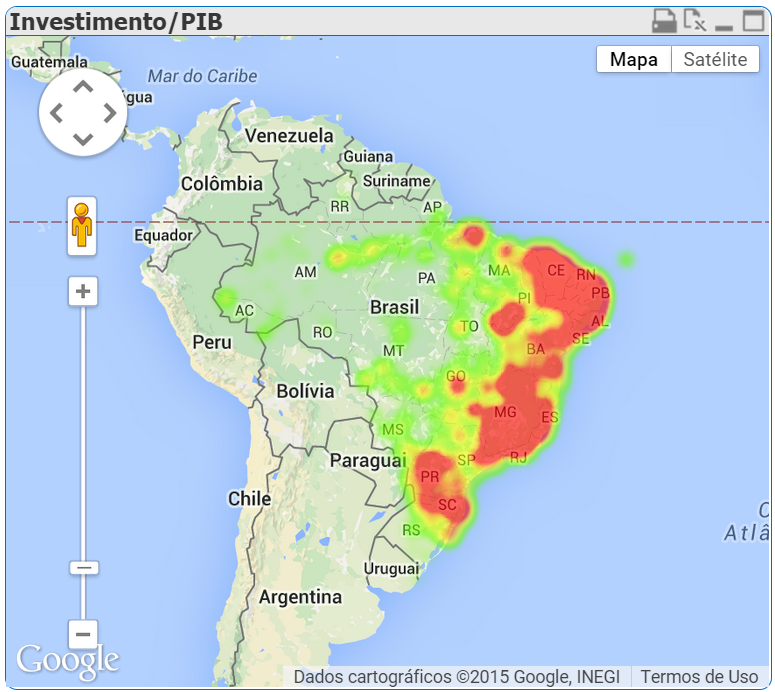 Investimento/PIB
Guatemala
Mar do Caribe
Mapa
Satélite
gua
Venezuela
Guiana
Suriname
Colômbia
RR
AP
Equador
AM
PA
MA
CE
RN
PB
PI
Brasil
AC
TO
AL
RO
SE
Peru
MT
BA
GO
Bolívia
MG
ES
MS
Paraguai
SP
RJ
PR
Chile
SC
RS
Atlâ
Uruguai
Argentina
Google
Dados cartográficos ©2015 Google, INEGI
Termos de Uso